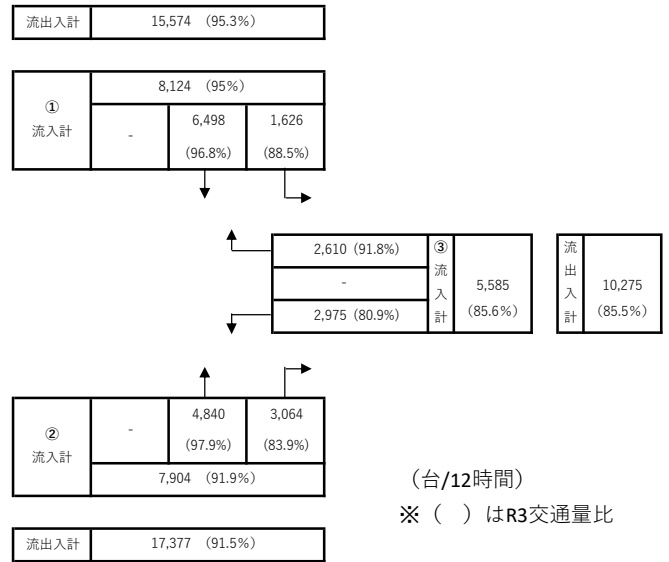 流出入計 15,574 (95.3%)
① 流入計
8,124 (95%)
- 6,498 1,626
(96.8%) (88.5%)
2,610 (91.8%)
-
2,975 (80.9%)
③ 流入計
5,585
(85.6%)
流出入計
10,275
(85.5%)
② 流入計
- 4,840 3,064
(97.9%) (83.9%)
7,904 (91.9%)
(台/12時間)
※( )はR3交通量比
流出入計 17,377 (91.5%)